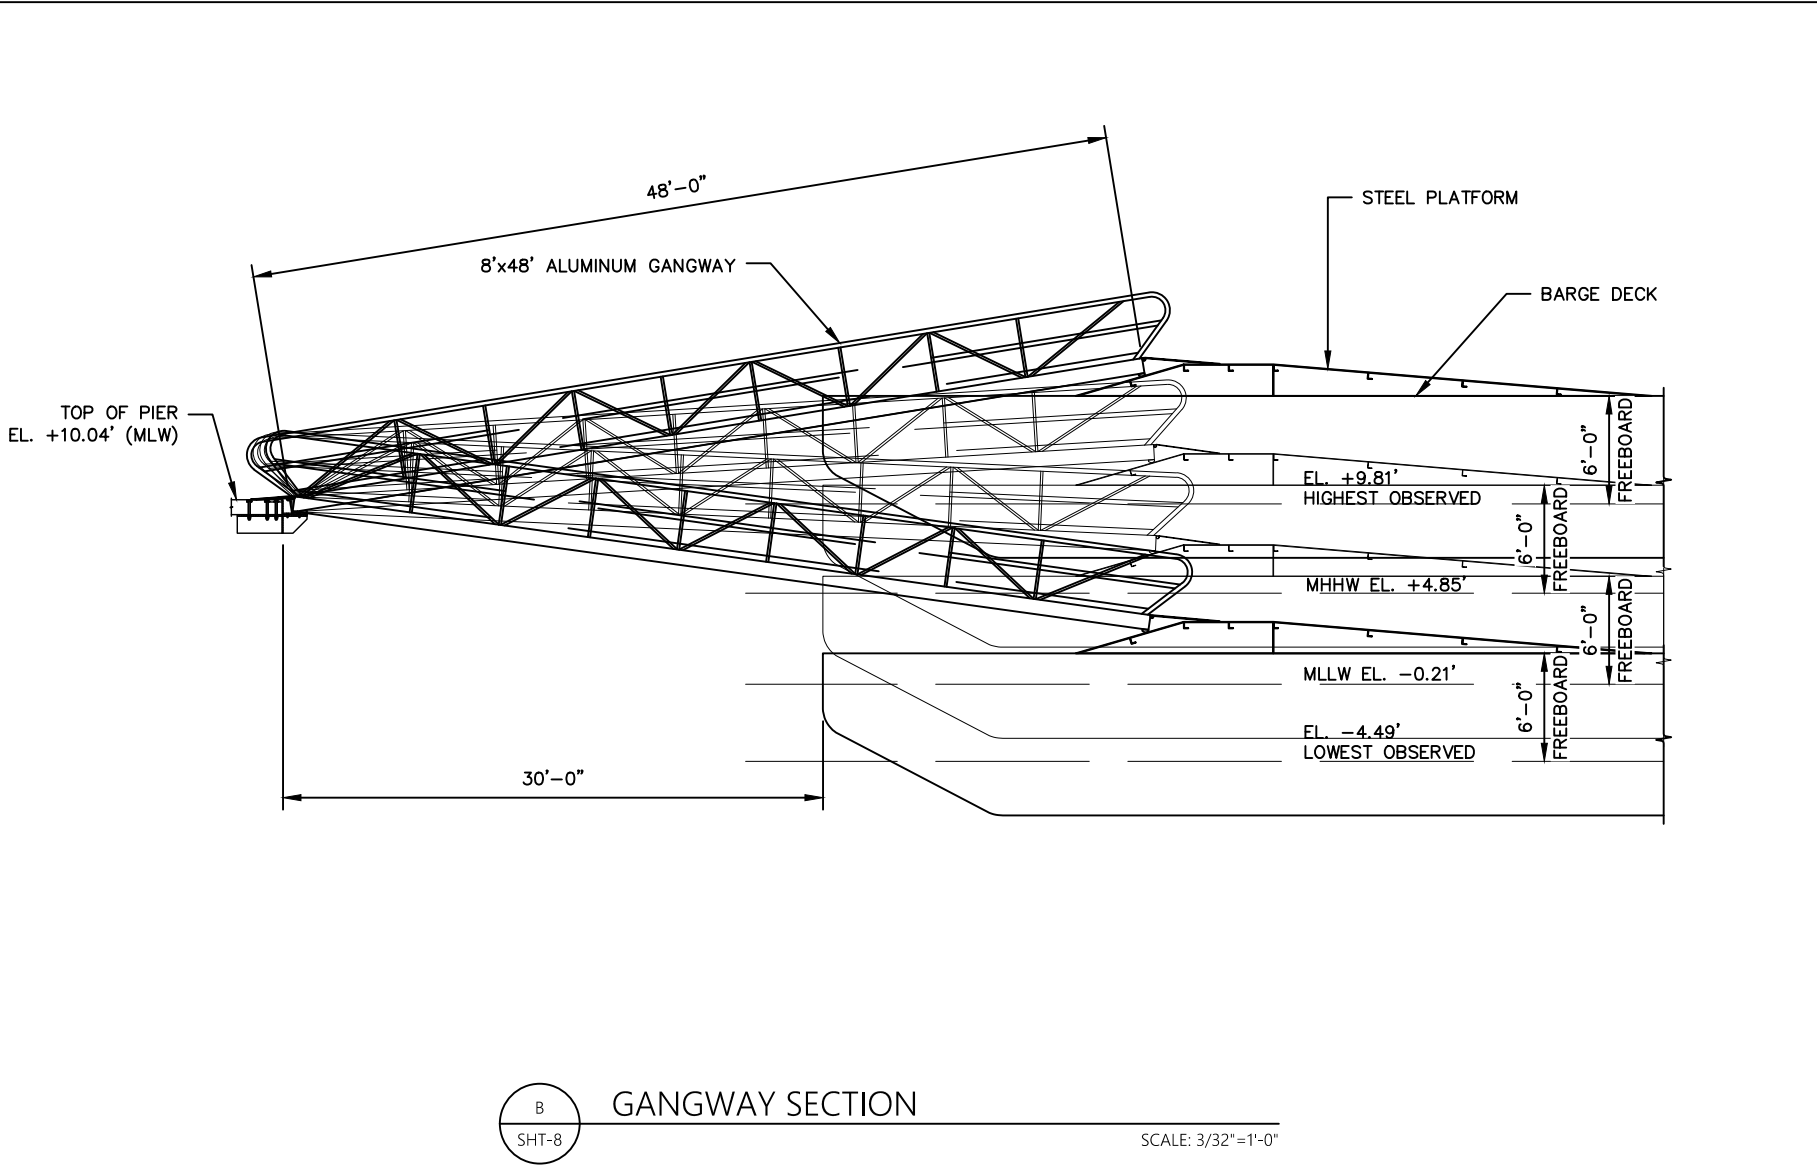 48'-0"
STEEL PLATFORM
8'x48' ALUMINUM GANGWAY
BARGE DECK
TOP OF PIER
EL. +10.04' (MLW)
6'-0"
FREEBOARD
EL. +9.81'
HIGHEST OBSERVED
6'-0"
FREEBOARD
MHHW EL. +4.85'
6'-0"
FREEBOARD
MLLW EL. -0.21'
6'-0"
FREEBOARD
EL. -4.49'
LOWEST OBSERVED
30'-0"
B
SHT-8
GANGWAY SECTION
SCALE: 3/32"=1'-0"